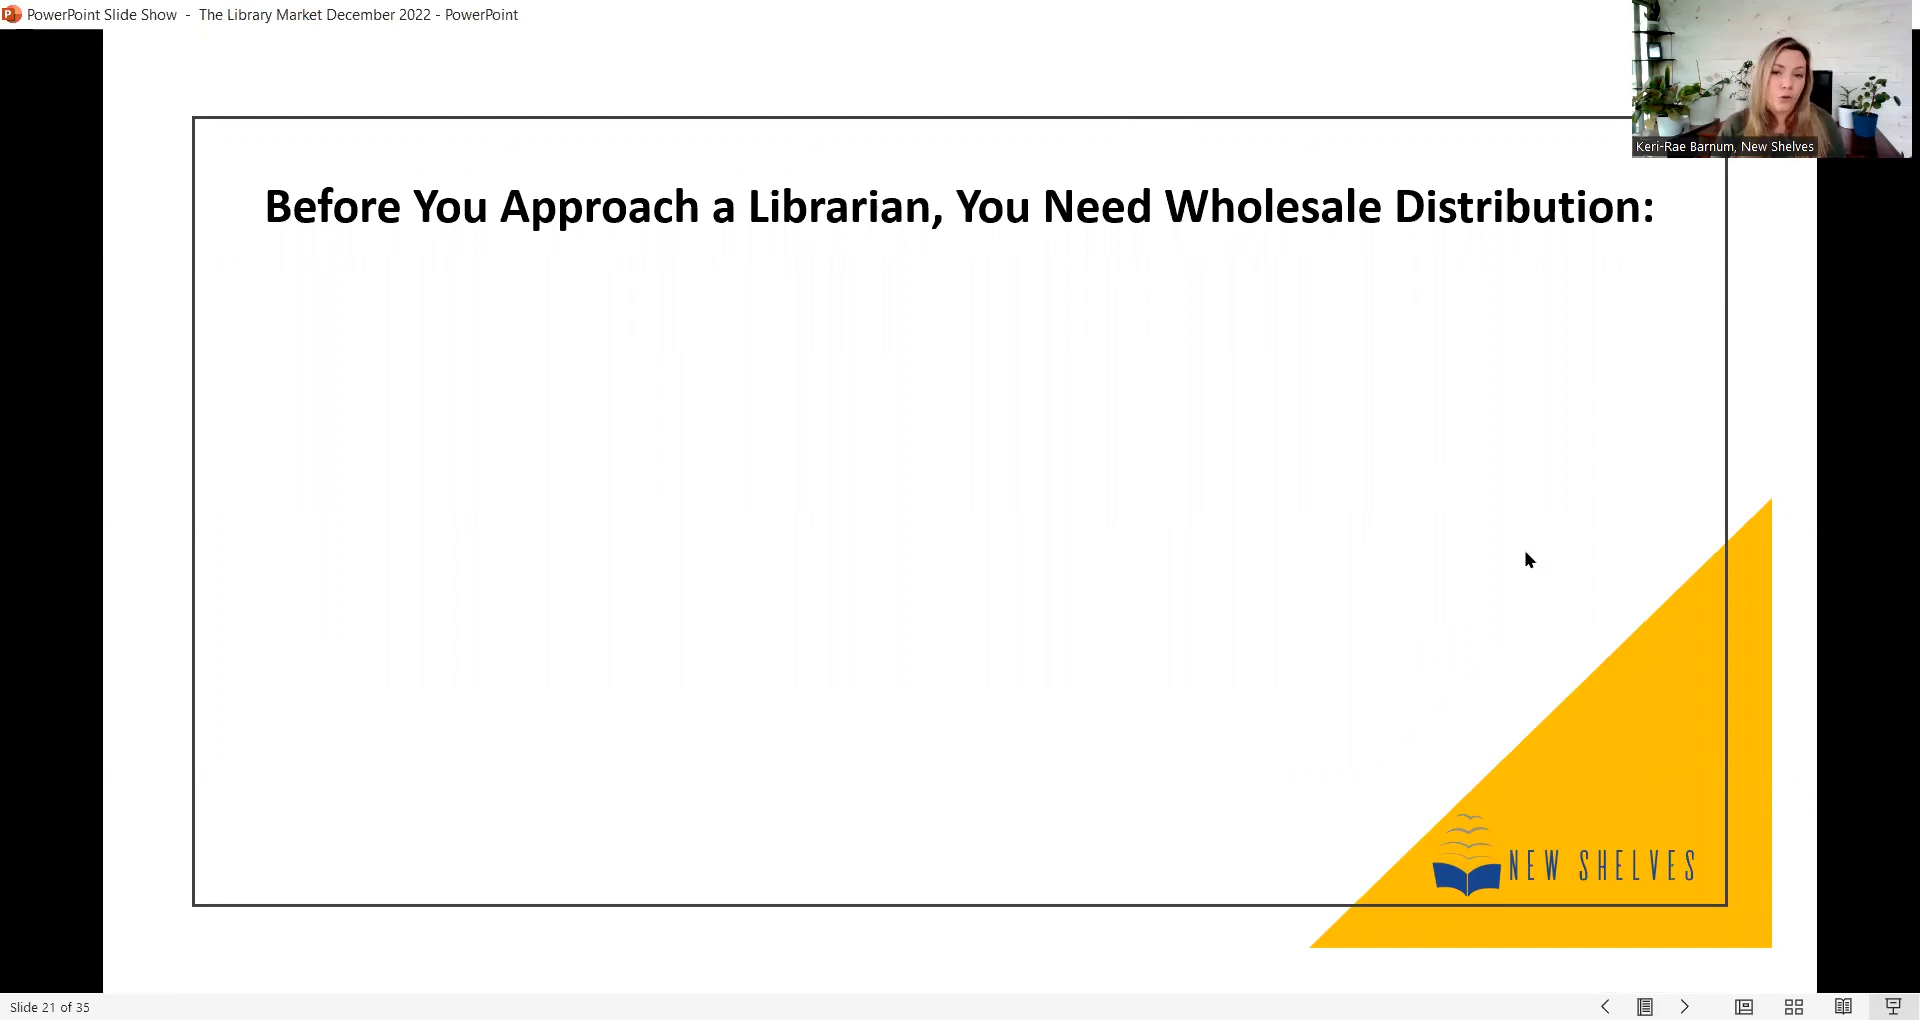 PowerPoint Slide Show - The Library Market December 2022 - PowerPoint
Keri-Rae Barnum, New Shelves
Before You Approach a Librarian, You Need Wholesale Distribution:
NEW SHELVES
Slide 21 of 35